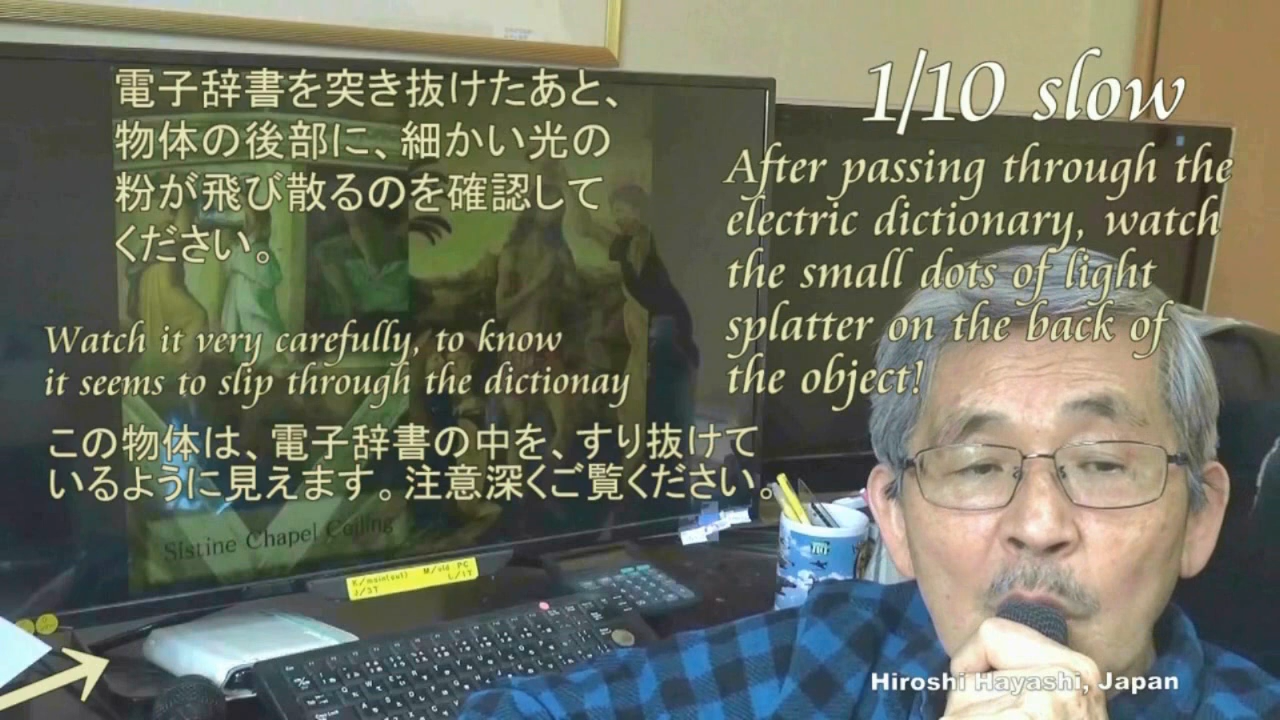 電子辞書を突き抜けたあと、
物体の後部に、細かい光の
粉が飛び散るのを確認して
ください。
1/10 slow
After passing through the
electric dictionary, watch
the small dots of light
splatter on the back of
the object!
Watch it very carefully, to know
it seems to slip through the dictionay
この物体は、電子辞書の中を、すり抜けて
いるように見えます。注意深くご覧ください。
Sistine Chapel Ceiling
K/main(out) M/old PC
J/3T L/1T
Hiroshi Hayashi, Japan